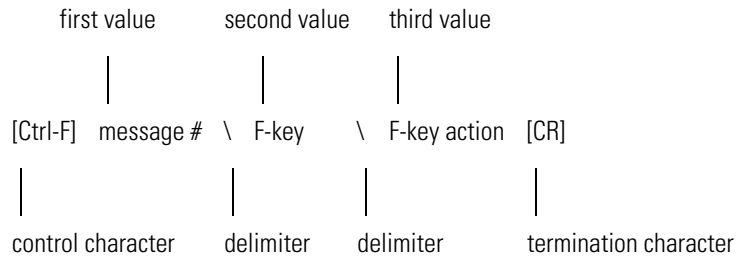 first value second value third value
[Ctrl-F] message # \ F-key \ F-key action [CR]
control character delimiter delimiter termination character